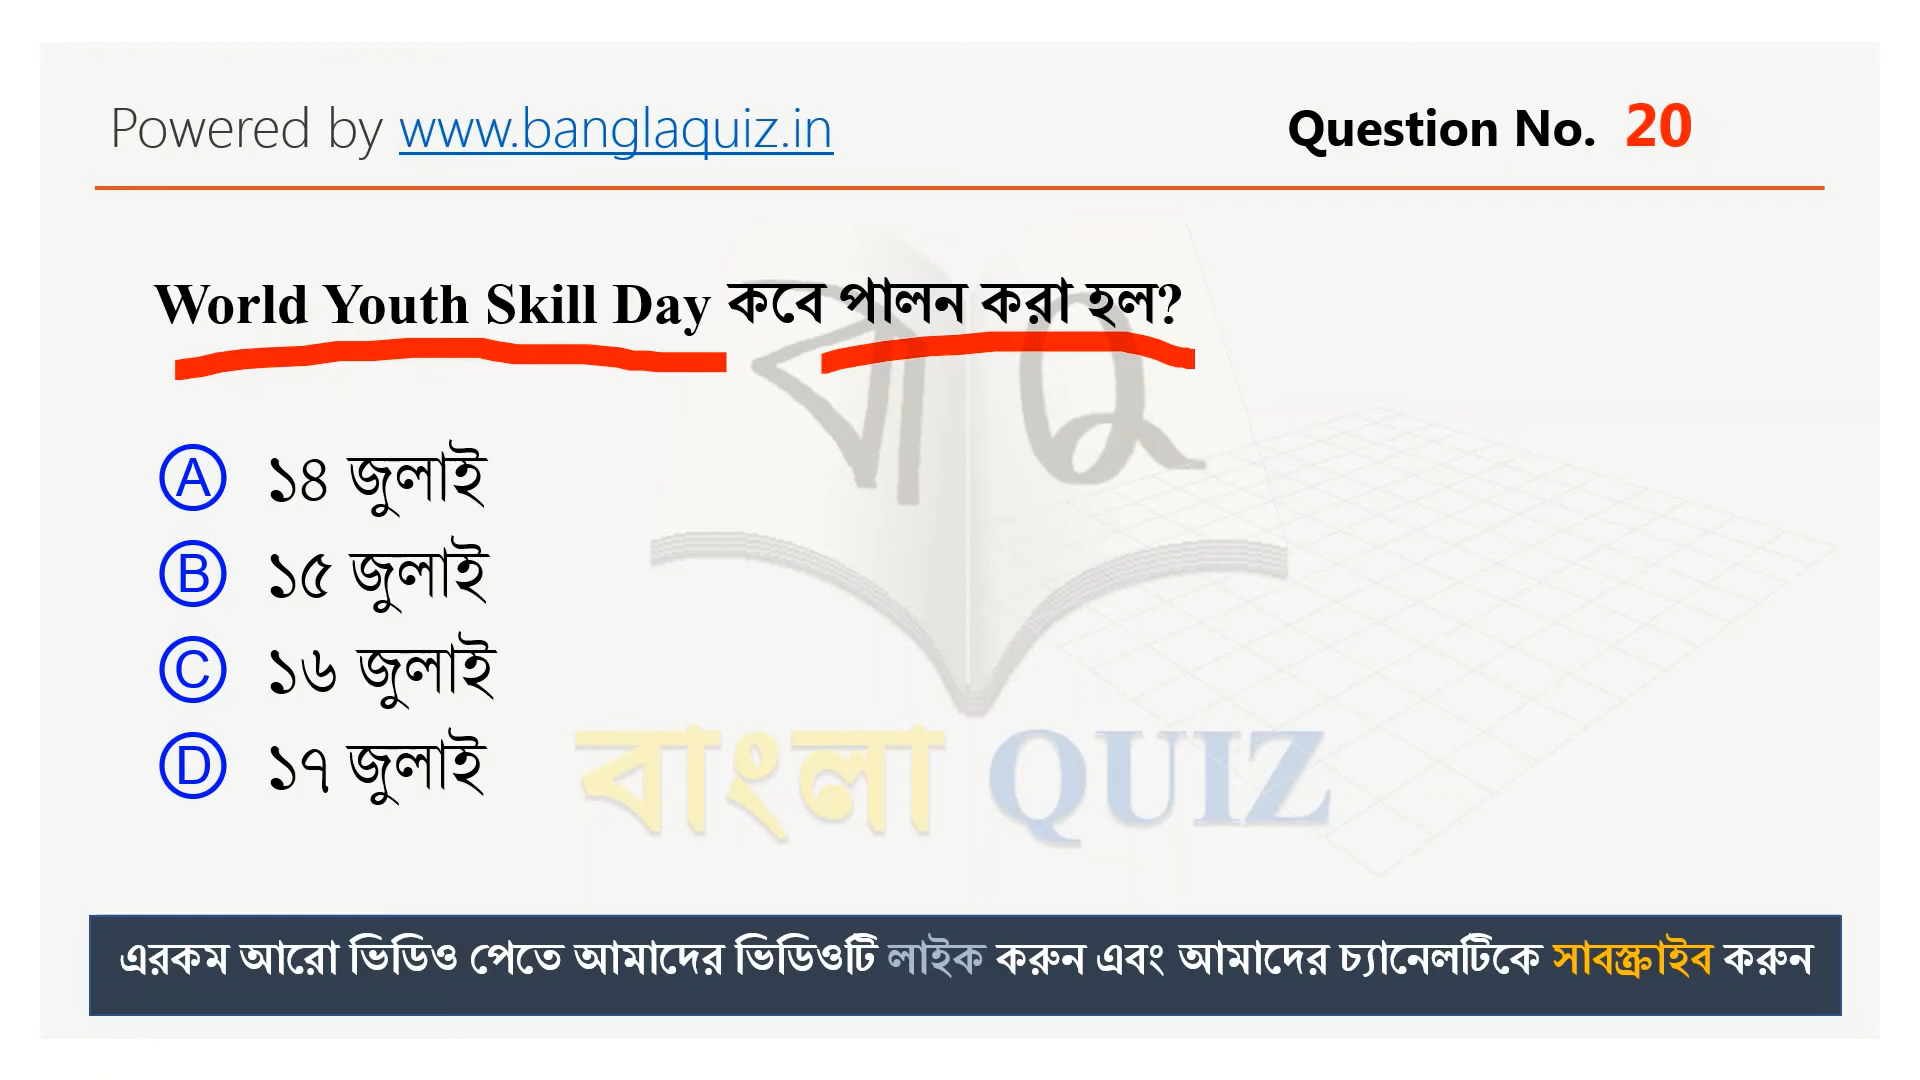 Powered by www.banglaquiz.in
Question No. 20
World Youth Skill Day কবে পালন করা হল?
A ১৪ জুলাই
B ১৫ জুলাই
C ১৬ জুলাই
D ১৭ জুলাই
বা Q
বাংলা QUIZ
এরকম আরো ভিডিও পেতে আমাদের ভিডিওটি লাইক করুন এবং আমাদের চ্যানেলটিকে সাবস্ক্রাইব করুন